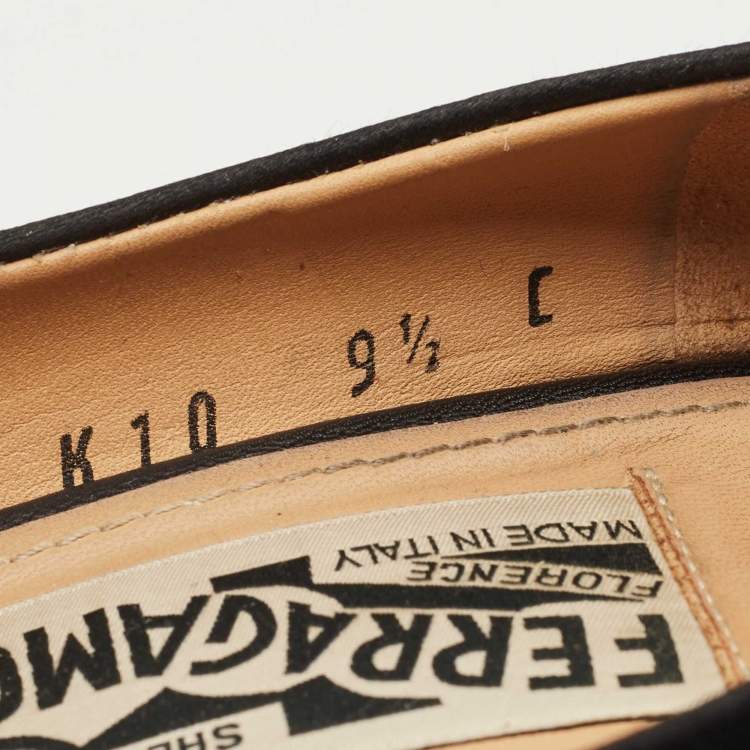 K10 9½ C
MADE IN ITALY
FLORENCE
FERRAGAMO